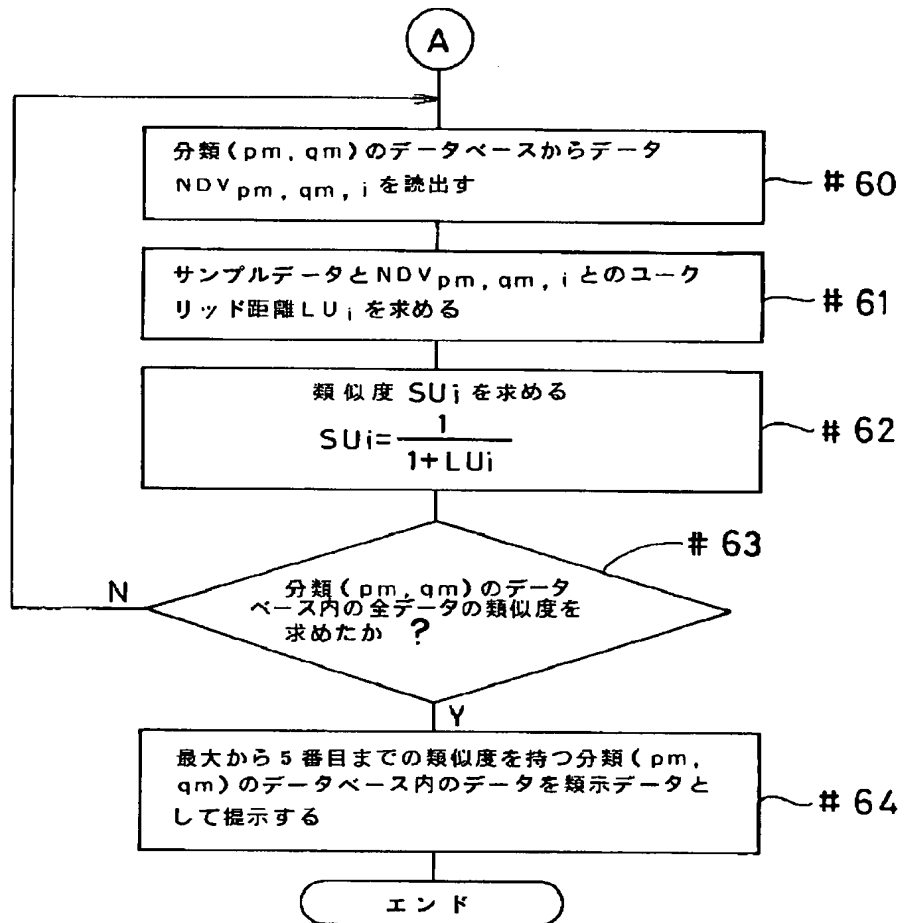 A
分類(pm,qm)のデータベースからデータ
NDVpm,qm,iを読出す
#60
サンプルデータとNDVpm,qm,iとのユーク
リッド距離LUiを求める
#61
類似度 SUiを求める
SUi=1/(1+LUi)
#62
#63
N
分類(pm,qm)のデータ
ベース内の全データの類似度を
求めたか ?
Y
最大から5番目までの類似度を持つ分類(pm,
qm)のデータベース内のデータを類示データと
して提示する
#64
エンド